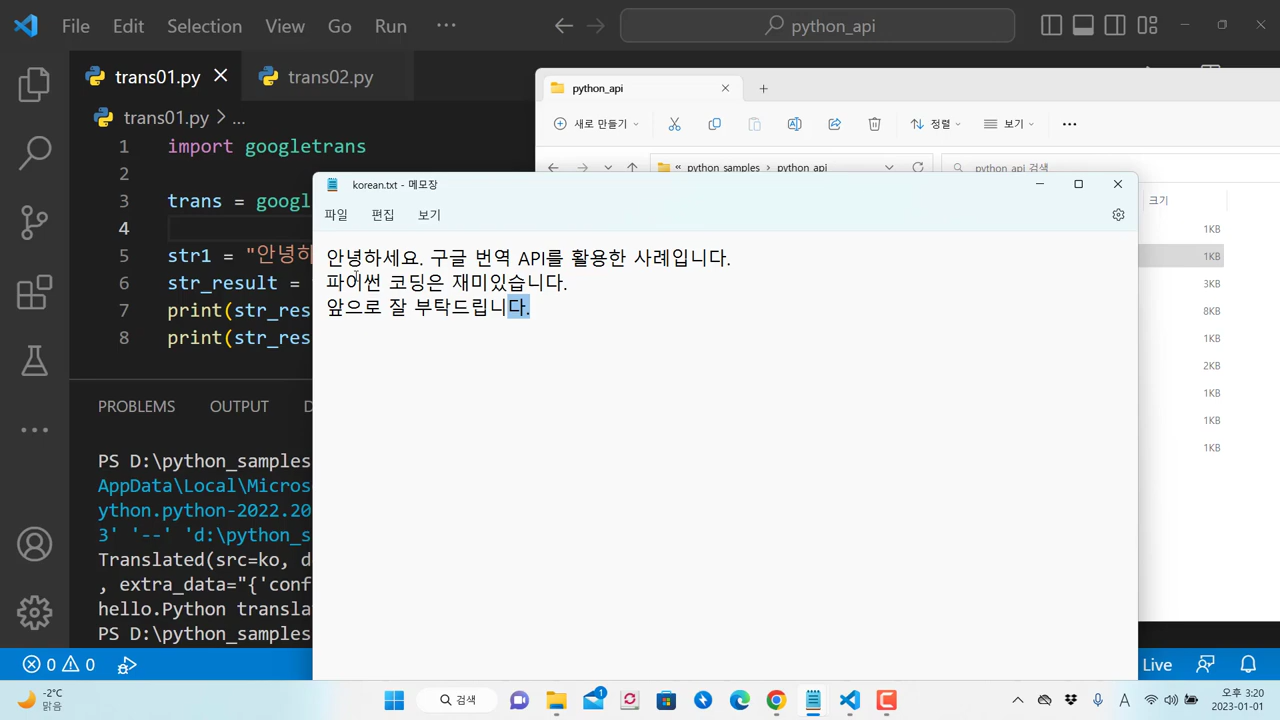 File Edit Selection View Go Run ··· python_api
trans01.py trans02.py
trans01.py > ...
1 import googletrans
2
3 trans = googl
4
5 str1 = "안녕하
6 str_result =
7 print(str_res
8 print(str_res
PROBLEMS OUTPUT D
PS D:\python_samples
AppData\Local\Micros
ython.python-2022.20
3' '--' 'd:\python_s
Translated(src=ko, d
, extra_data="{'conf
hello.Python transla
PS D:\python_samples
0 0 Live
python_api
새로 만들기 정렬 보기 ···
« python_samples > python_api python_api 검색
크기
1KB
1KB
3KB
8KB
1KB
2KB
1KB
1KB
1KB
korean.txt - 메모장
파일 편집 보기
안녕하세요. 구글 번역 API를 활용한 사례입니다.
파이썬 코딩은 재미있습니다.
앞으로 잘 부탁드립니다.
-2°C
맑음
검색
1
A
오후 3:20
2023-01-01